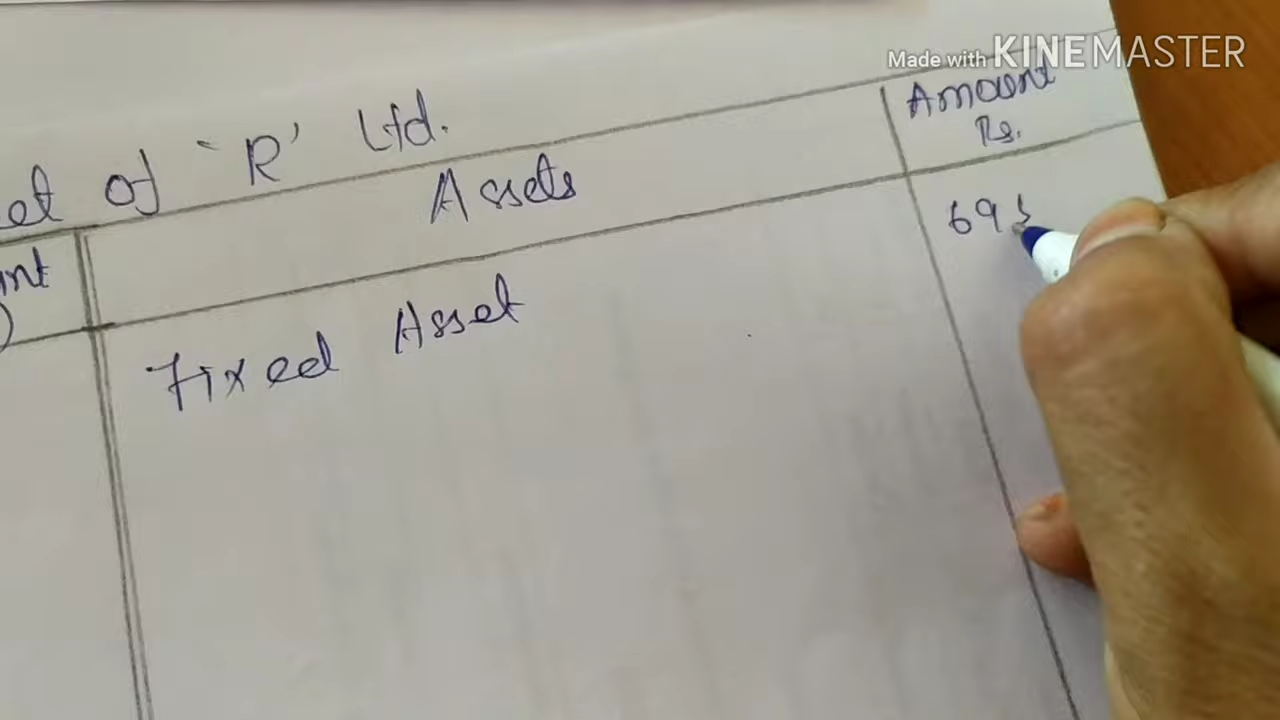 Made with KINEMASTER
et of 'R' Ltd.
Assets
Amount
Rs.
Fixed Asset
69